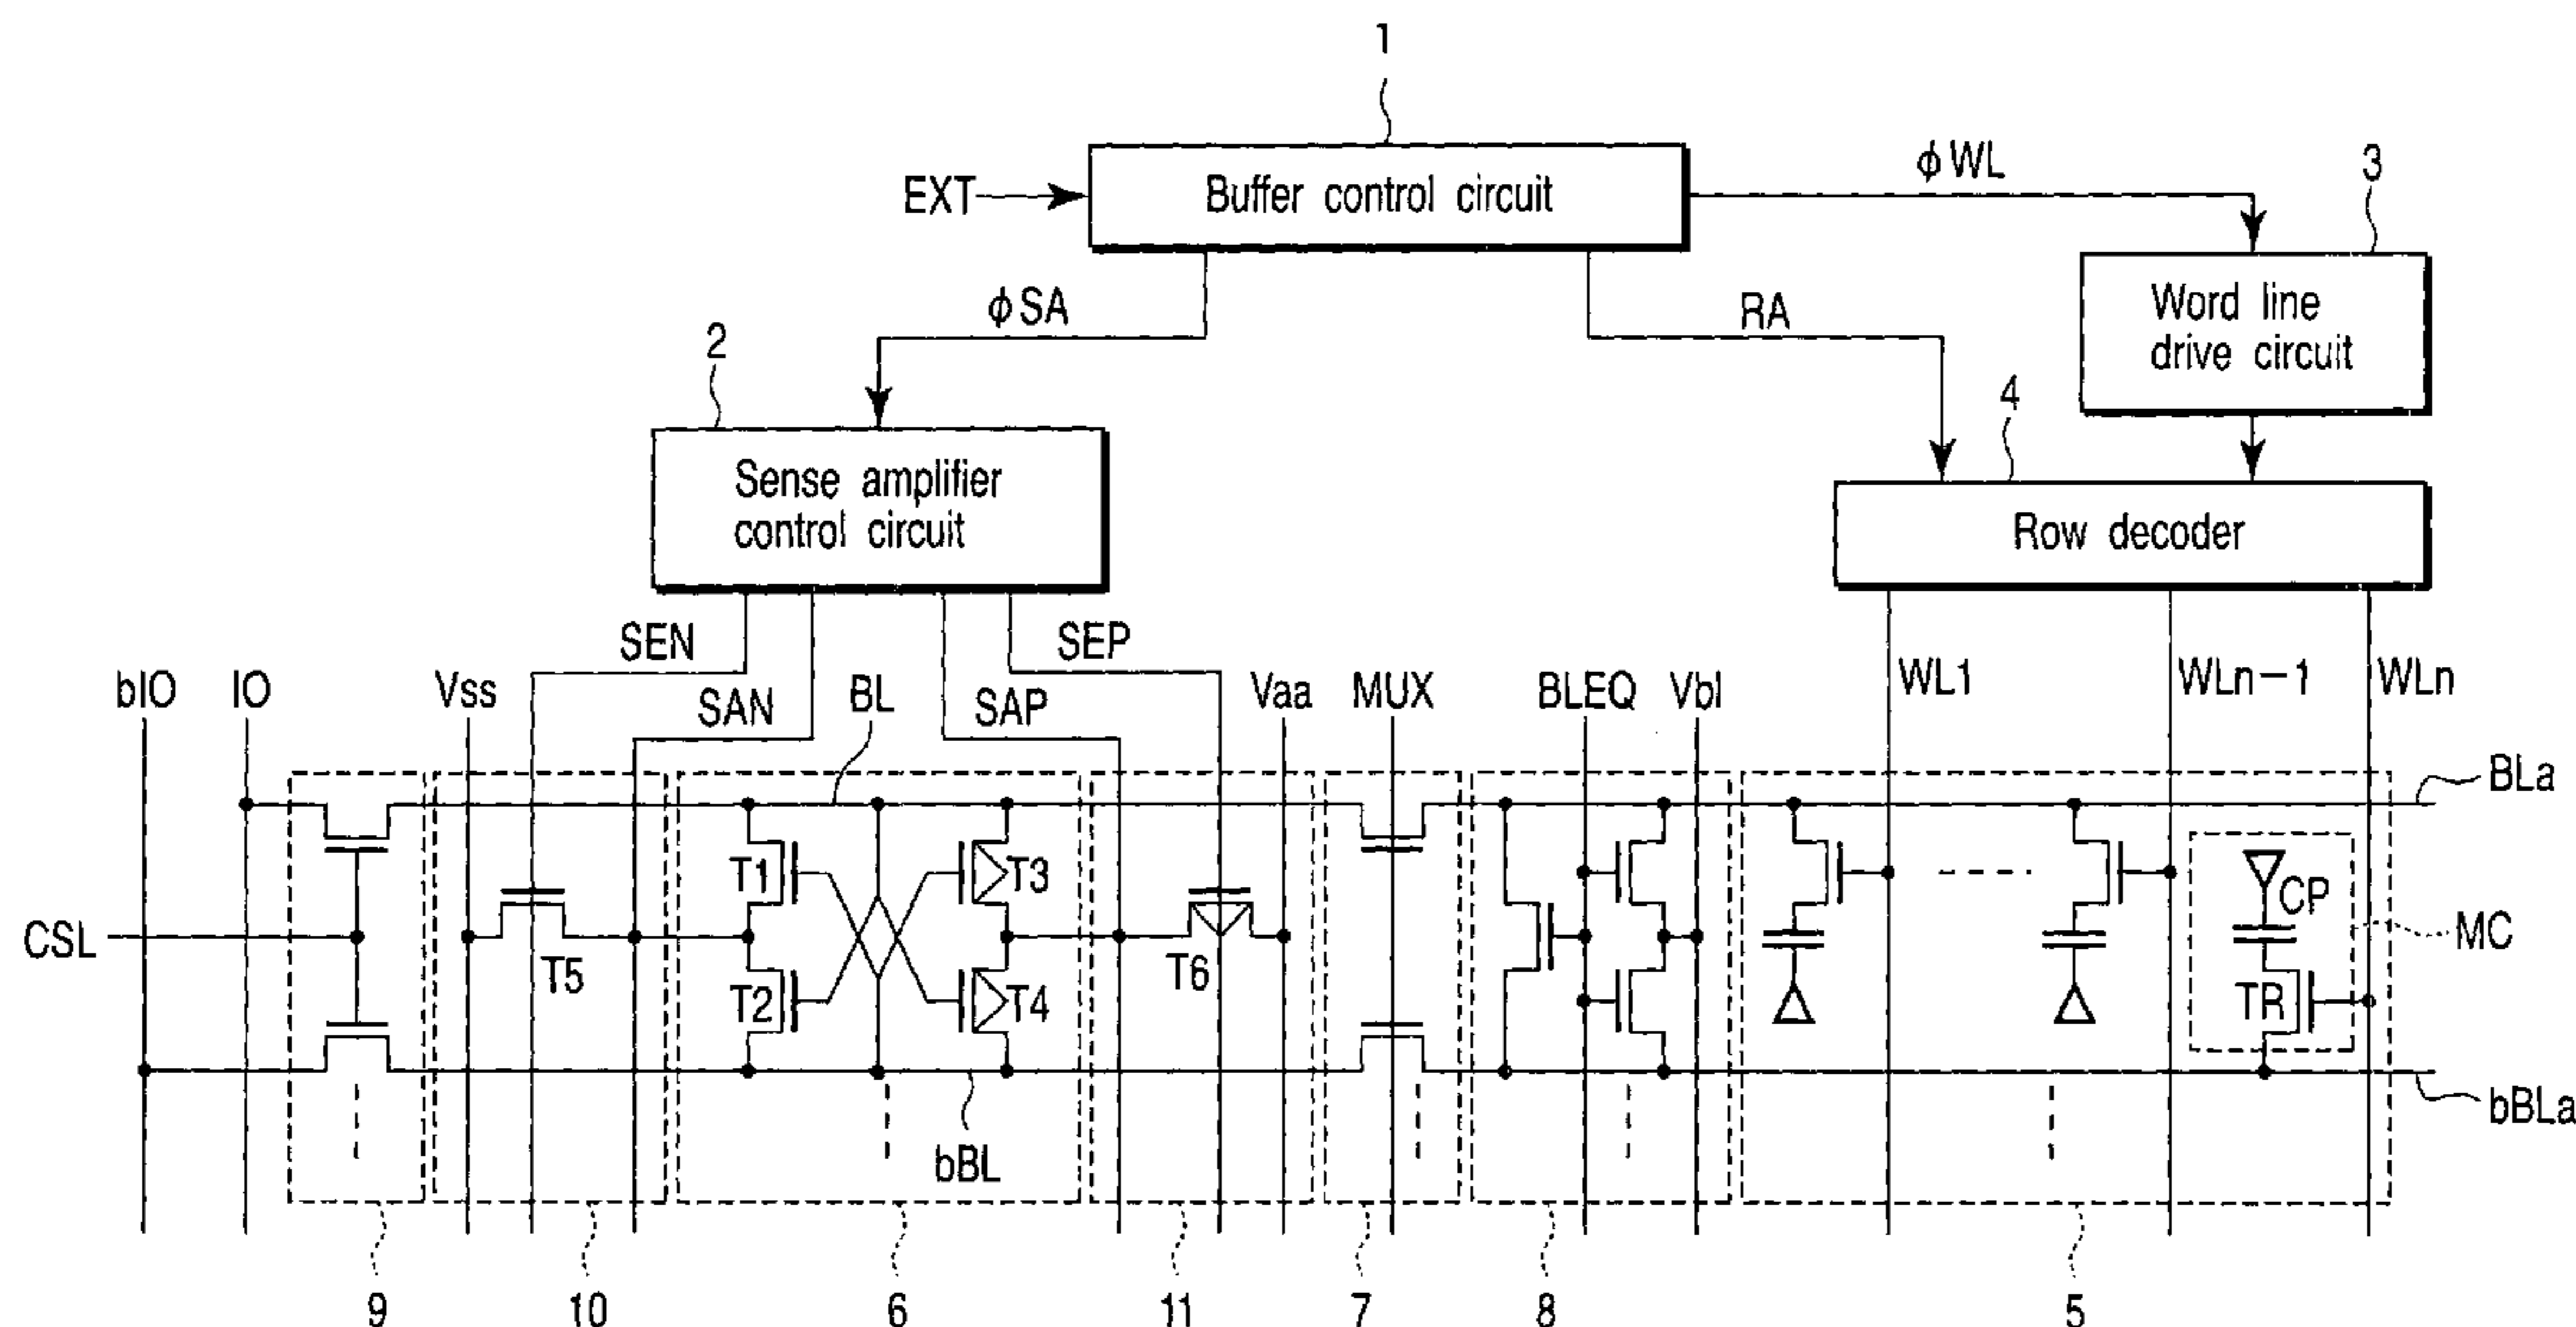 1
EXT
Buffer control circuit
ϕWL
3
Word line
drive circuit
ϕSA
RA
2
4
Sense amplifier
control circuit
Row decoder
SEN
SEP
bIO
IO
Vss
SAN
BL
SAP
Vaa
MUX
BLEQ
Vbl
WL1
WLn-1
WLn
BLa
T1
T3
CP
MC
CSL
T5
T6
T2
T4
TR
bBL
bBLa
9
10
6
11
7
8
5